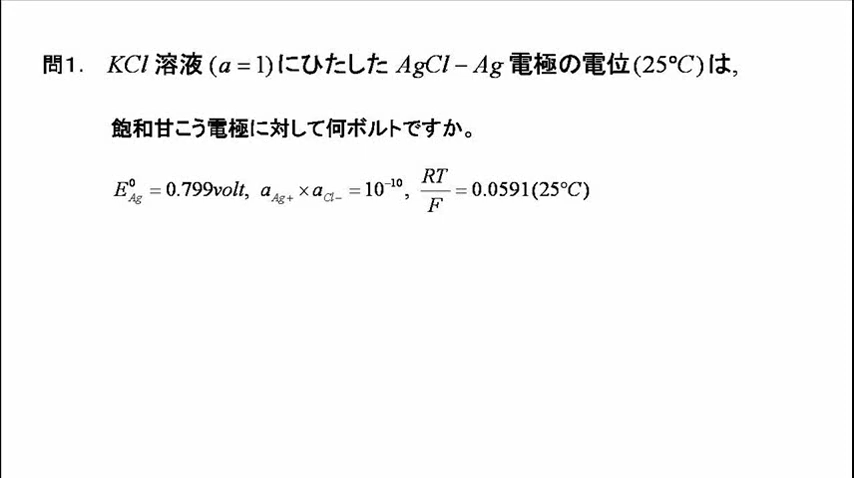 問1. KCl 溶液 (a = 1)にひたした AgCl − Ag 電極の電位(25℃)は,
飽和甘こう電極に対して何ボルトですか。
E⁰_Ag = 0.799volt, a_Ag+ × a_Cl− = 10⁻¹⁰, RT/F = 0.0591(25℃)